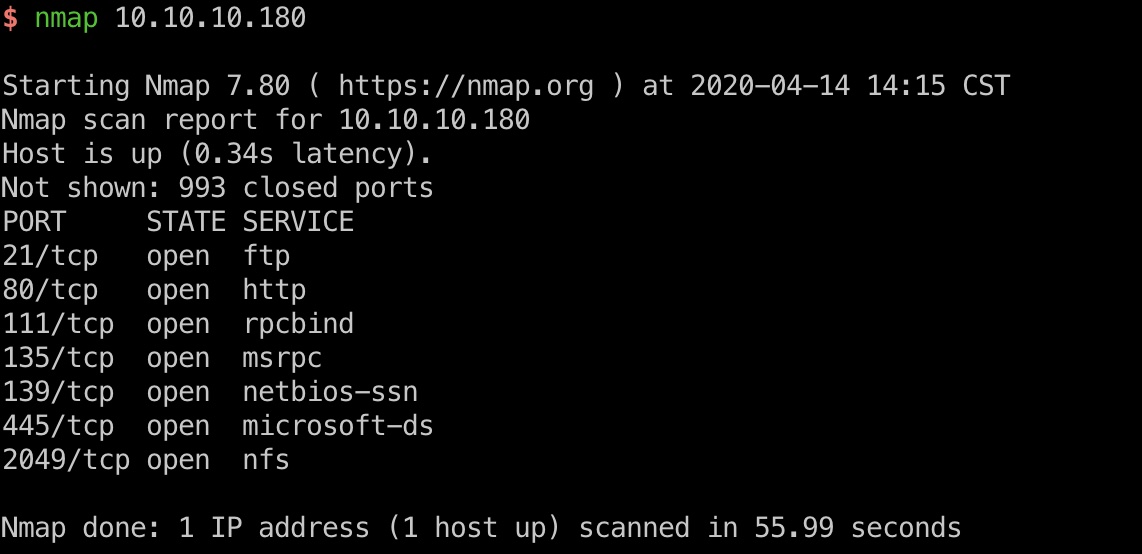 $ nmap 10.10.10.180
Starting Nmap 7.80 ( https://nmap.org ) at 2020-04-14 14:15 CST
Nmap scan report for 10.10.10.180
Host is up (0.34s latency).
Not shown: 993 closed ports
PORT     STATE SERVICE
21/tcp   open  ftp
80/tcp   open  http
111/tcp  open  rpcbind
135/tcp  open  msrpc
139/tcp  open  netbios-ssn
445/tcp  open  microsoft-ds
2049/tcp open  nfs
Nmap done: 1 IP address (1 host up) scanned in 55.99 seconds